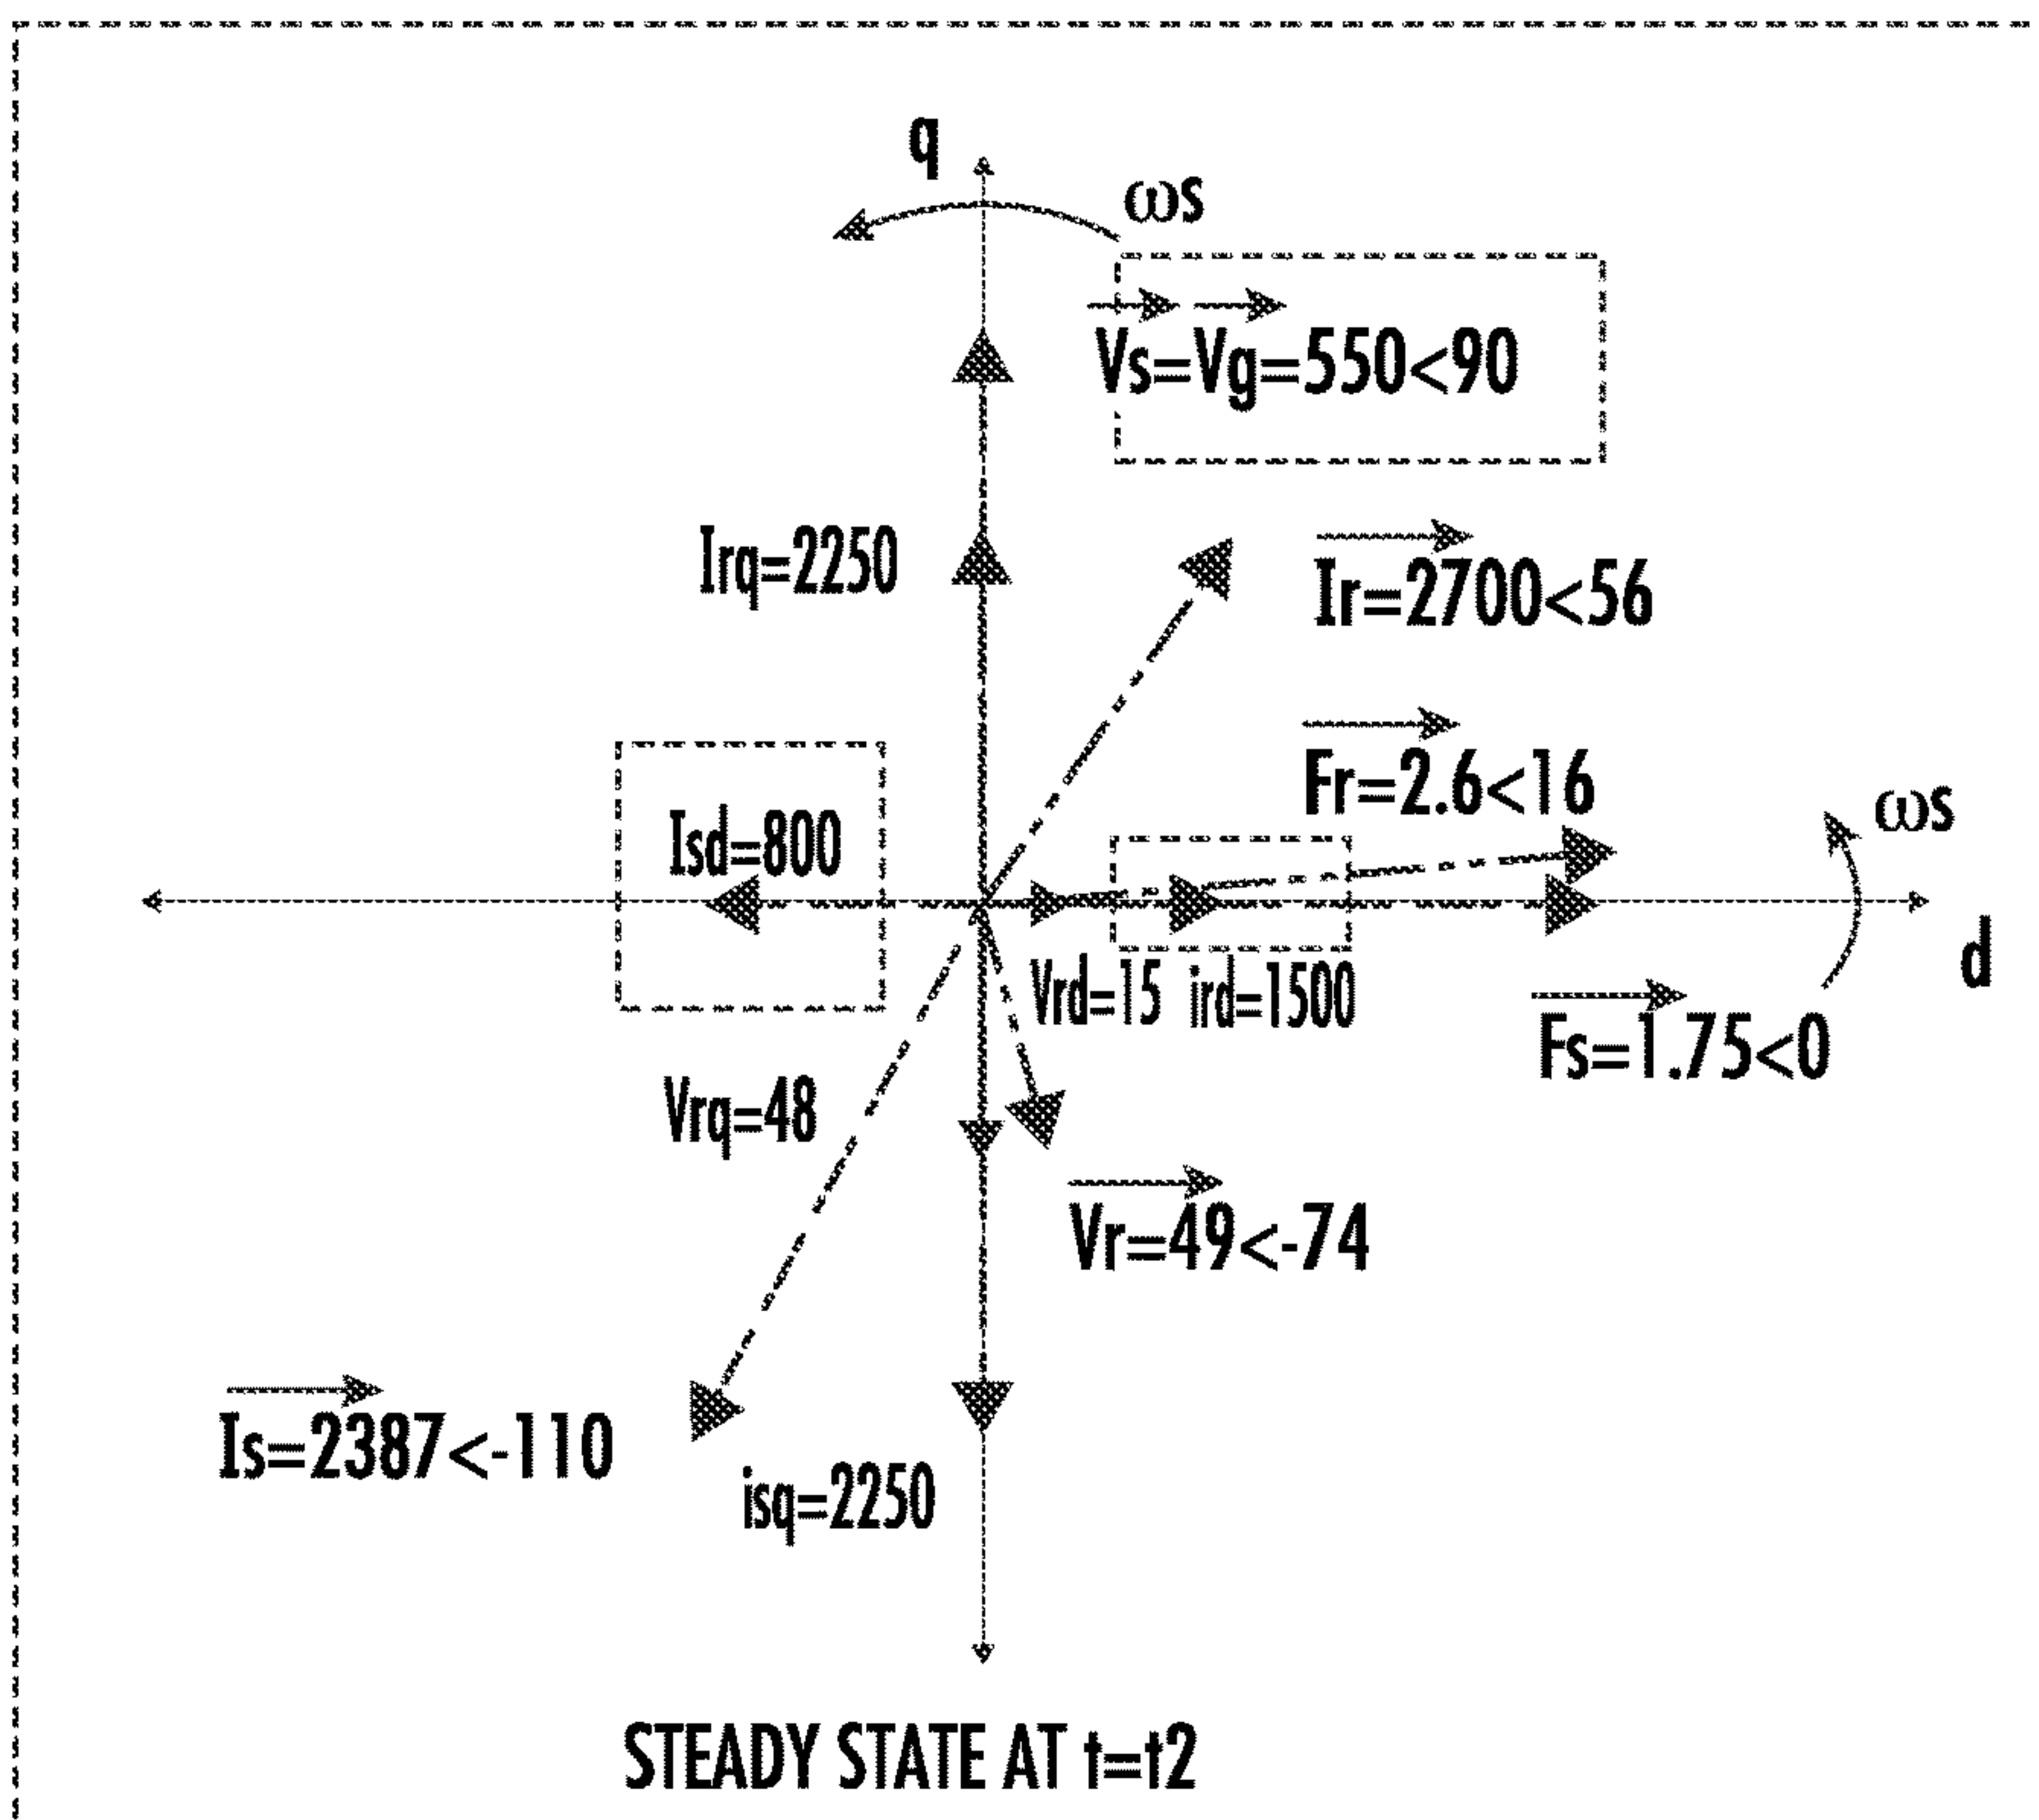 q
ωs
Vs=Vg=550<90
Irq=2250
Ir=2700<56
Fr=2.6<16
Isd=800
ωs
Vrd=15 ird=1500
d
Fs=1.75<0
Vrq=48
Vr=49<-74
Is=2387<-110
isq=2250
STEADY STATE AT t=t2